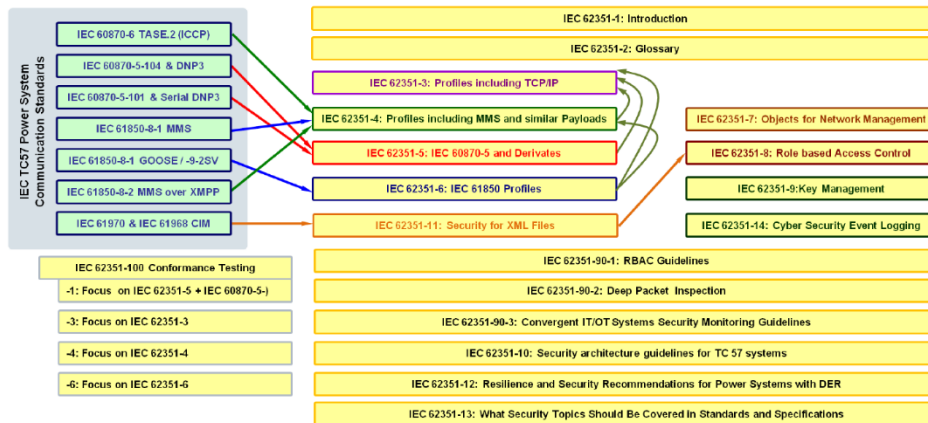 IEC TC57 Power System
Communication Standards
IEC 60870-6 TASE.2 (ICCP)
IEC 60870-5-104 & DNP3
IEC 60870-5-101 & Serial DNP3
IEC 61850-8-1 MMS
IEC 61850-8-1 GOOSE / -9-2SV
IEC 61850-8-2 MMS over XMPP
IEC 61970 & IEC 61968 CIM
IEC 62351-100 Conformance Testing
-1: Focus on IEC 62351-5 + IEC 60870-5-)
-3: Focus on IEC 62351-3
-4: Focus on IEC 62351-4
-6: Focus on IEC 62351-6
IEC 62351-1: Introduction
IEC 62351-2: Glossary
IEC 62351-3: Profiles including TCP/IP
IEC 62351-4: Profiles including MMS and similar Payloads
IEC 62351-5: IEC 60870-5 and Derivates
IEC 62351-6: IEC 61850 Profiles
IEC 62351-11: Security for XML Files
IEC 62351-7: Objects for Network Management
IEC 62351-8: Role based Access Control
IEC 62351-9:Key Management
IEC 62351-14: Cyber Security Event Logging
IEC 62351-90-1: RBAC Guidelines
IEC 62351-90-2: Deep Packet Inspection
IEC 62351-90-3: Convergent IT/OT Systems Security Monitoring Guidelines
IEC 62351-10: Security architecture guidelines for TC 57 systems
IEC 62351-12: Resilience and Security Recommendations for Power Systems with DER
IEC 62351-13: What Security Topics Should Be Covered in Standards and Specifications